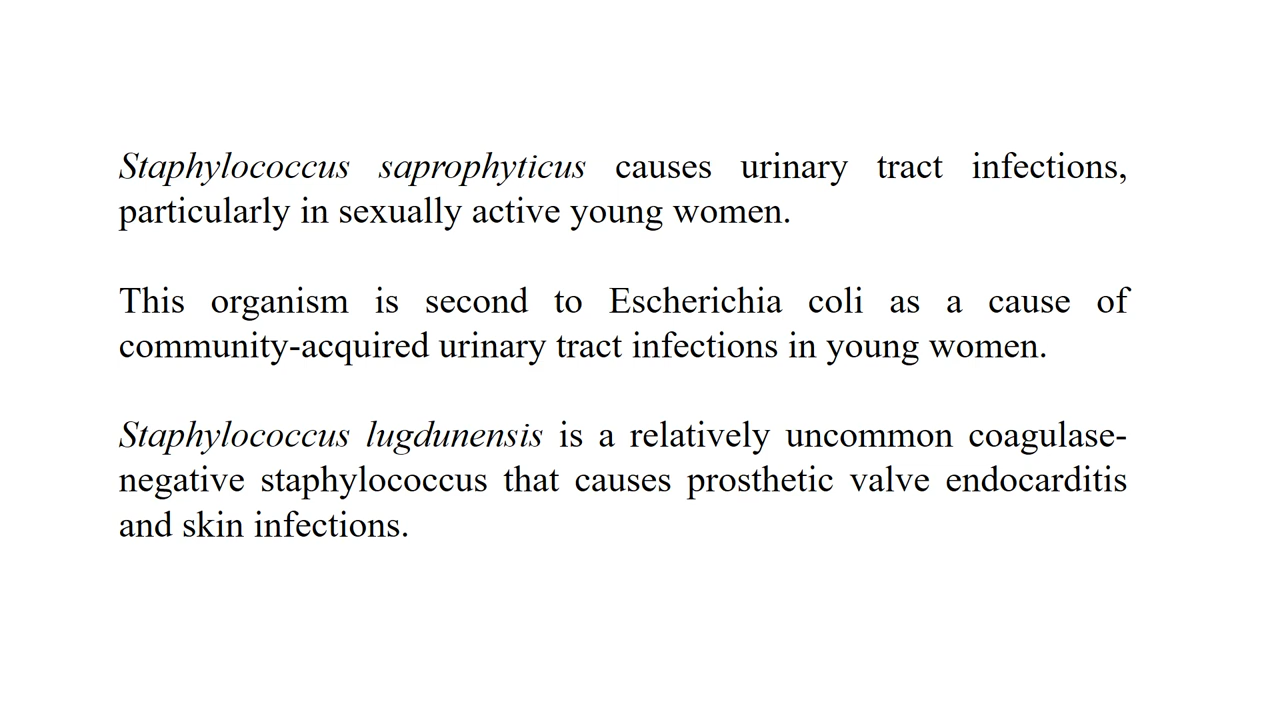 Staphylococcus saprophyticus causes urinary tract infections,
particularly in sexually active young women.
This organism is second to Escherichia coli as a cause of
community-acquired urinary tract infections in young women.
Staphylococcus lugdunensis is a relatively uncommon coagulase-
negative staphylococcus that causes prosthetic valve endocarditis
and skin infections.